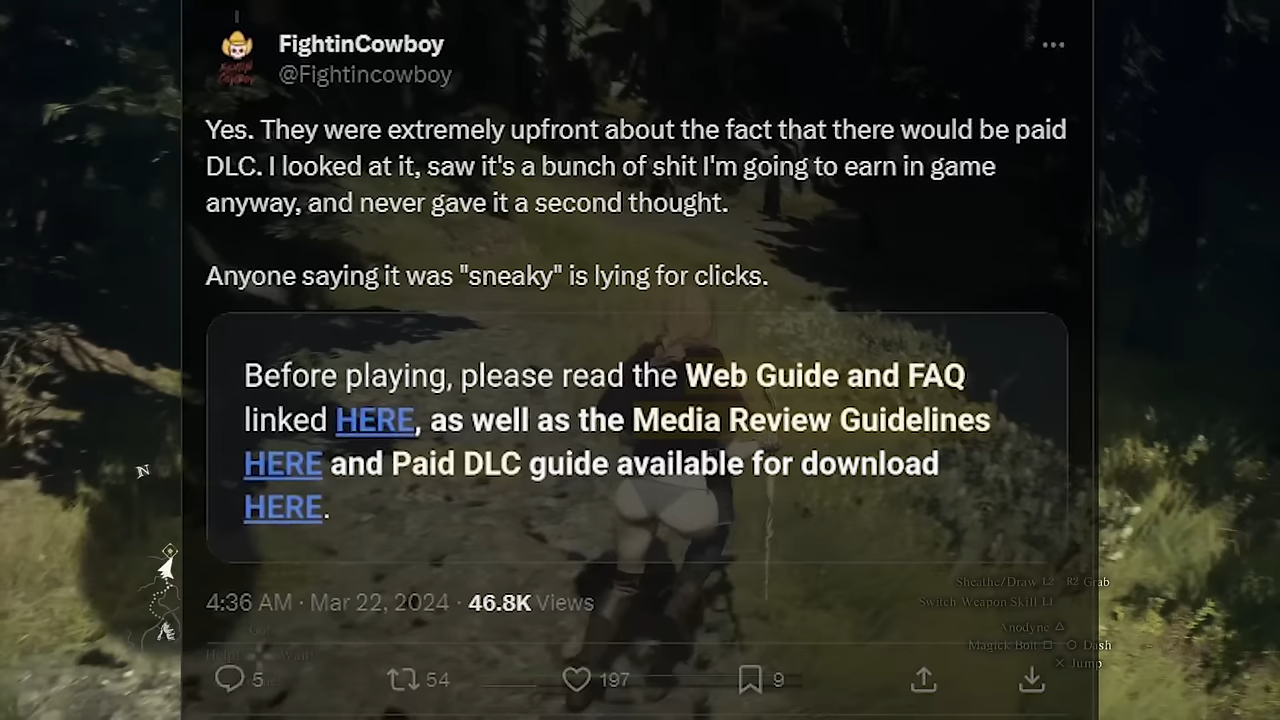 FightinCowboy
@Fightincowboy
Yes. They were extremely upfront about the fact that there would be paid
DLC. I looked at it, saw it's a bunch of shit I'm going to earn in game
anyway, and never gave it a second thought.
Anyone saying it was "sneaky" is lying for clicks.
Before playing, please read the Web Guide and FAQ
linked HERE, as well as the Media Review Guidelines
HERE and Paid DLC guide available for download
HERE.
N
Sheathe/Draw L2 R2 Grab
Switch Weapon Skill L1
4:36 AM · Mar 22, 2024 · 46.8K Views
Anodyne
Magick Bolt Dash
Jump
5 54 197 9